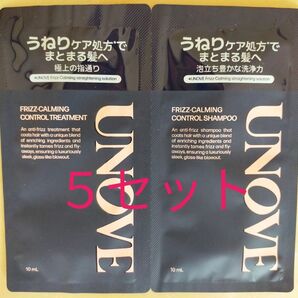 うねりケア処方*で
まとまる髪へ
極上の指通り
*UNOVE Frizz Calming straightening solution
FRIZZ-CALMING
CONTROL TREATMENT
An anti-frizz treatment that
coats hair with a unique blend
of enriching ingredients and
instantly tames frizz and fly-
aways, ensuring a luxuriously
sleek, glass-like blowout.
10 mL
UNOVE
うねりケア処方*で
まとまる髪へ
泡立ち豊かな洗浄力
*UNOVE Frizz Calming straightening solution
FRIZZ-CALMING
CONTROL SHAMPOO
An anti-frizz shampoo that
coats hair with a unique blend
of enriching ingredients and
instantly tames frizz and fly-
aways, ensuring a luxuriously
sleek, glass-like blowout.
10 mL
UNOVE
5セット